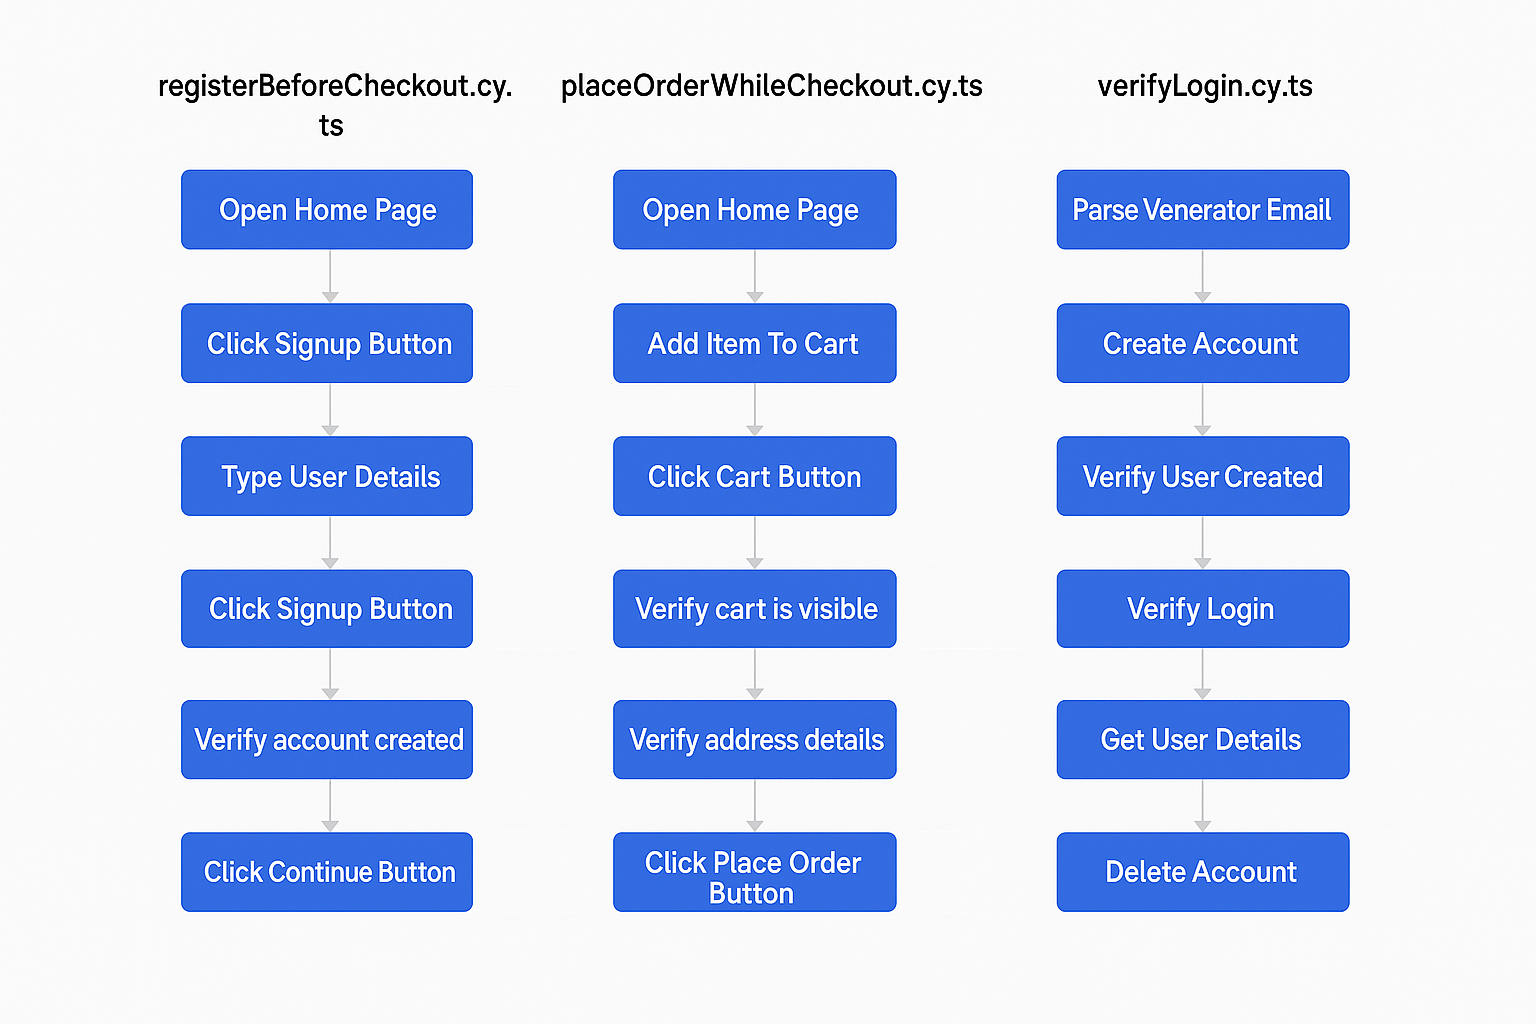 registerBeforeCheckout.cy.
ts
Open Home Page
Click Signup Button
Type User Details
Click Signup Button
Verify account created
Click Continue Button
placeOrderWhileCheckout.cy.ts
Open Home Page
Add Item To Cart
Click Cart Button
Verify cart is visible
Verify address details
Click Place Order
Button
verifyLogin.cy.ts
Parse Venerator Email
Create Account
Verify User Created
Verify Login
Get User Details
Delete Account